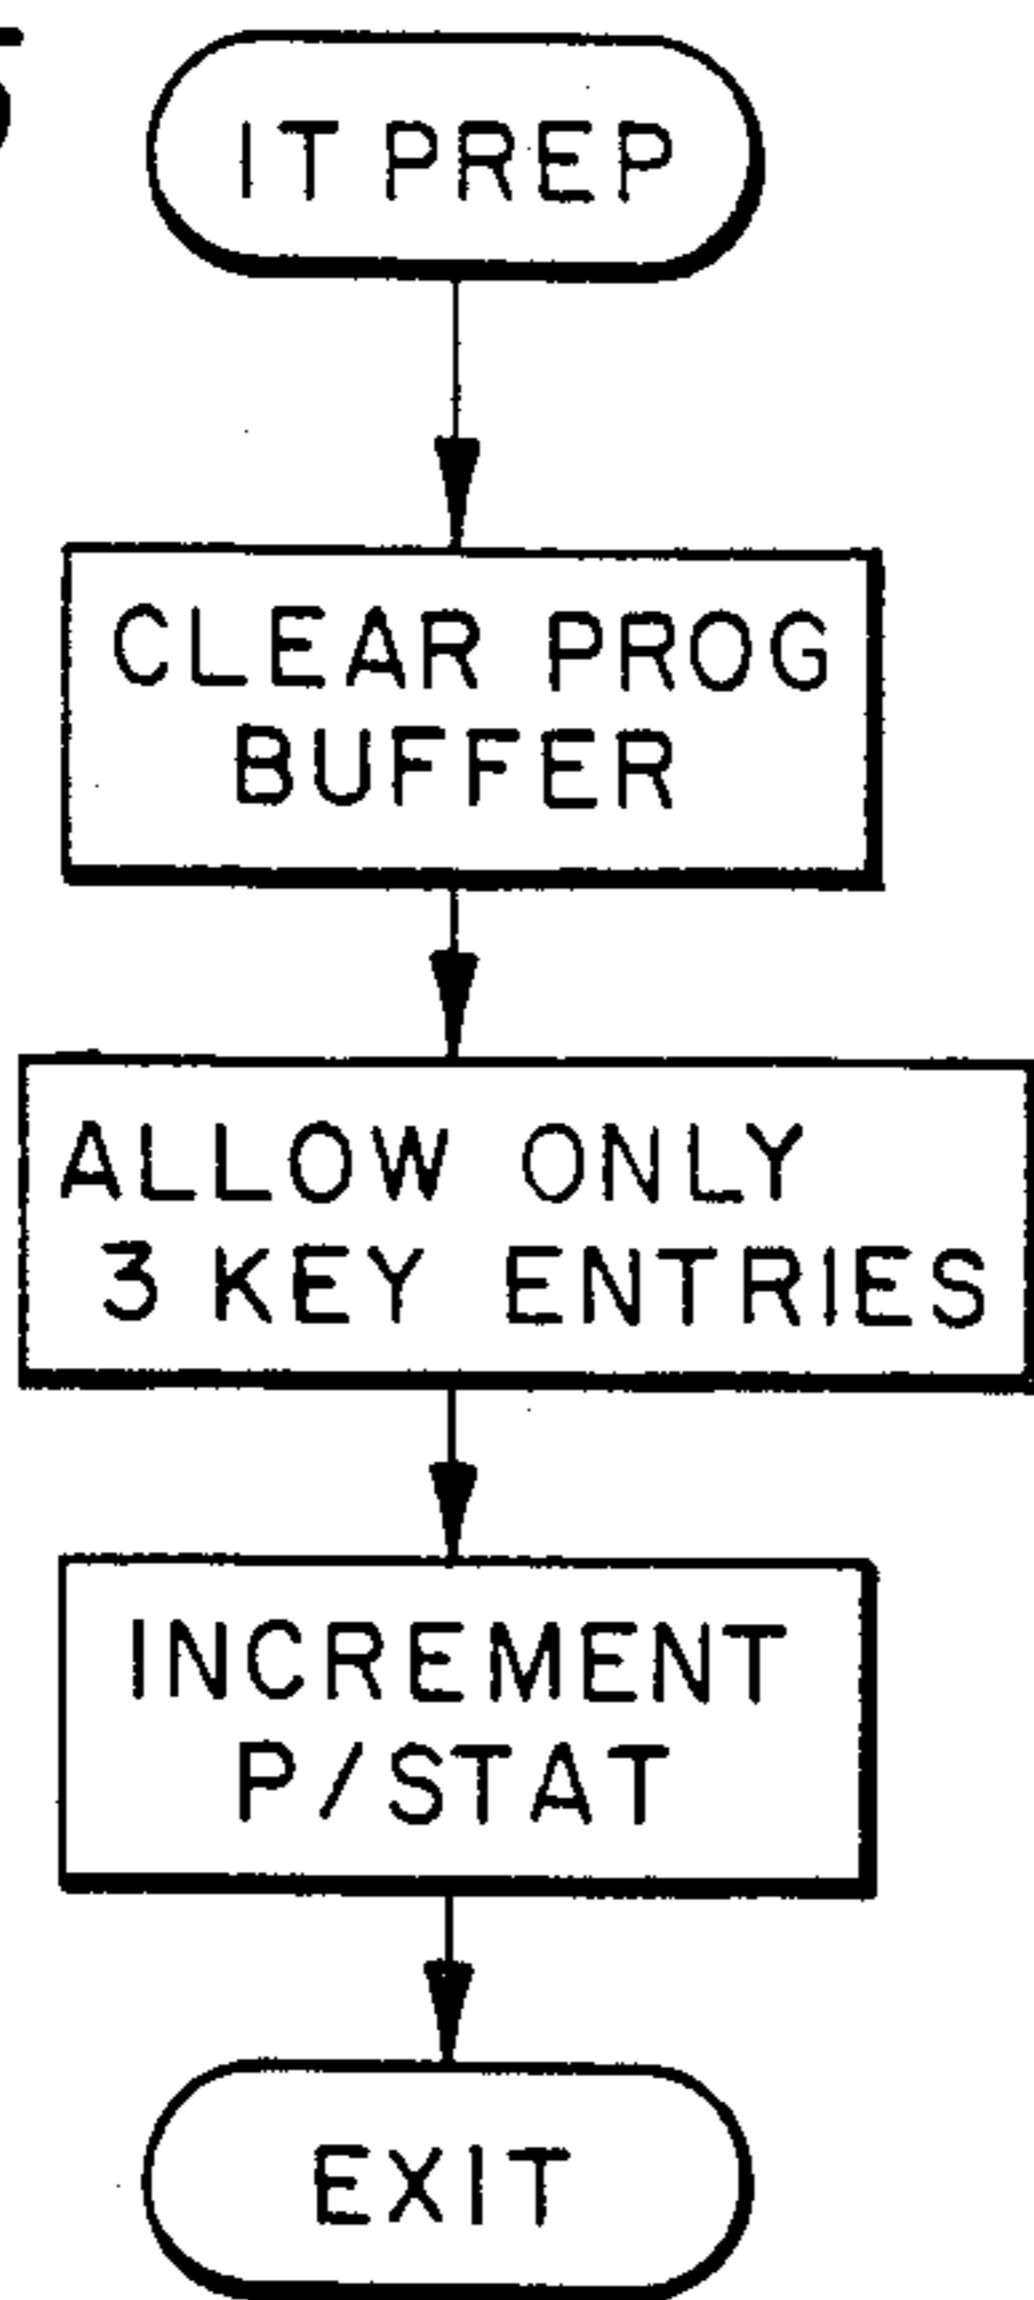 IT PREP
CLEAR PROG
BUFFER
ALLOW ONLY
3 KEY ENTRIES
INCREMENT
P/STAT
EXIT